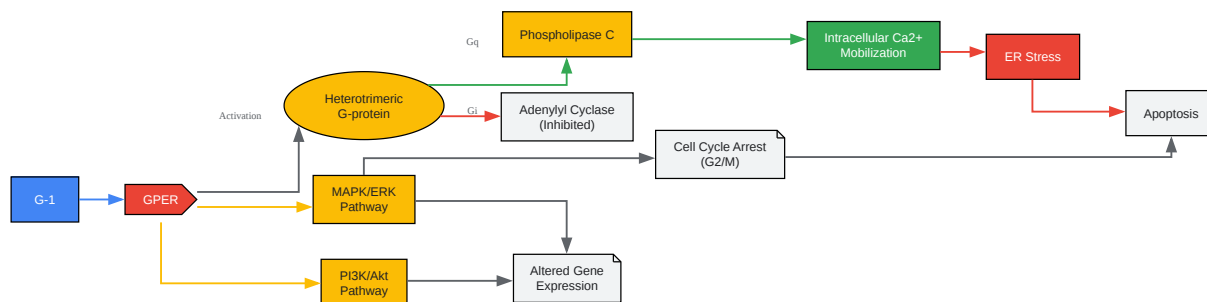 Phospholipase C
Gq
Intracellular Ca2+
Mobilization
ER Stress
Heterotrimeric
G-protein
Activation
Gi
Adenylyl Cyclase
(Inhibited)
Apoptosis
Cell Cycle Arrest
(G2/M)
G-1
GPER
MAPK/ERK
Pathway
PI3K/Akt
Pathway
Altered Gene
Expression